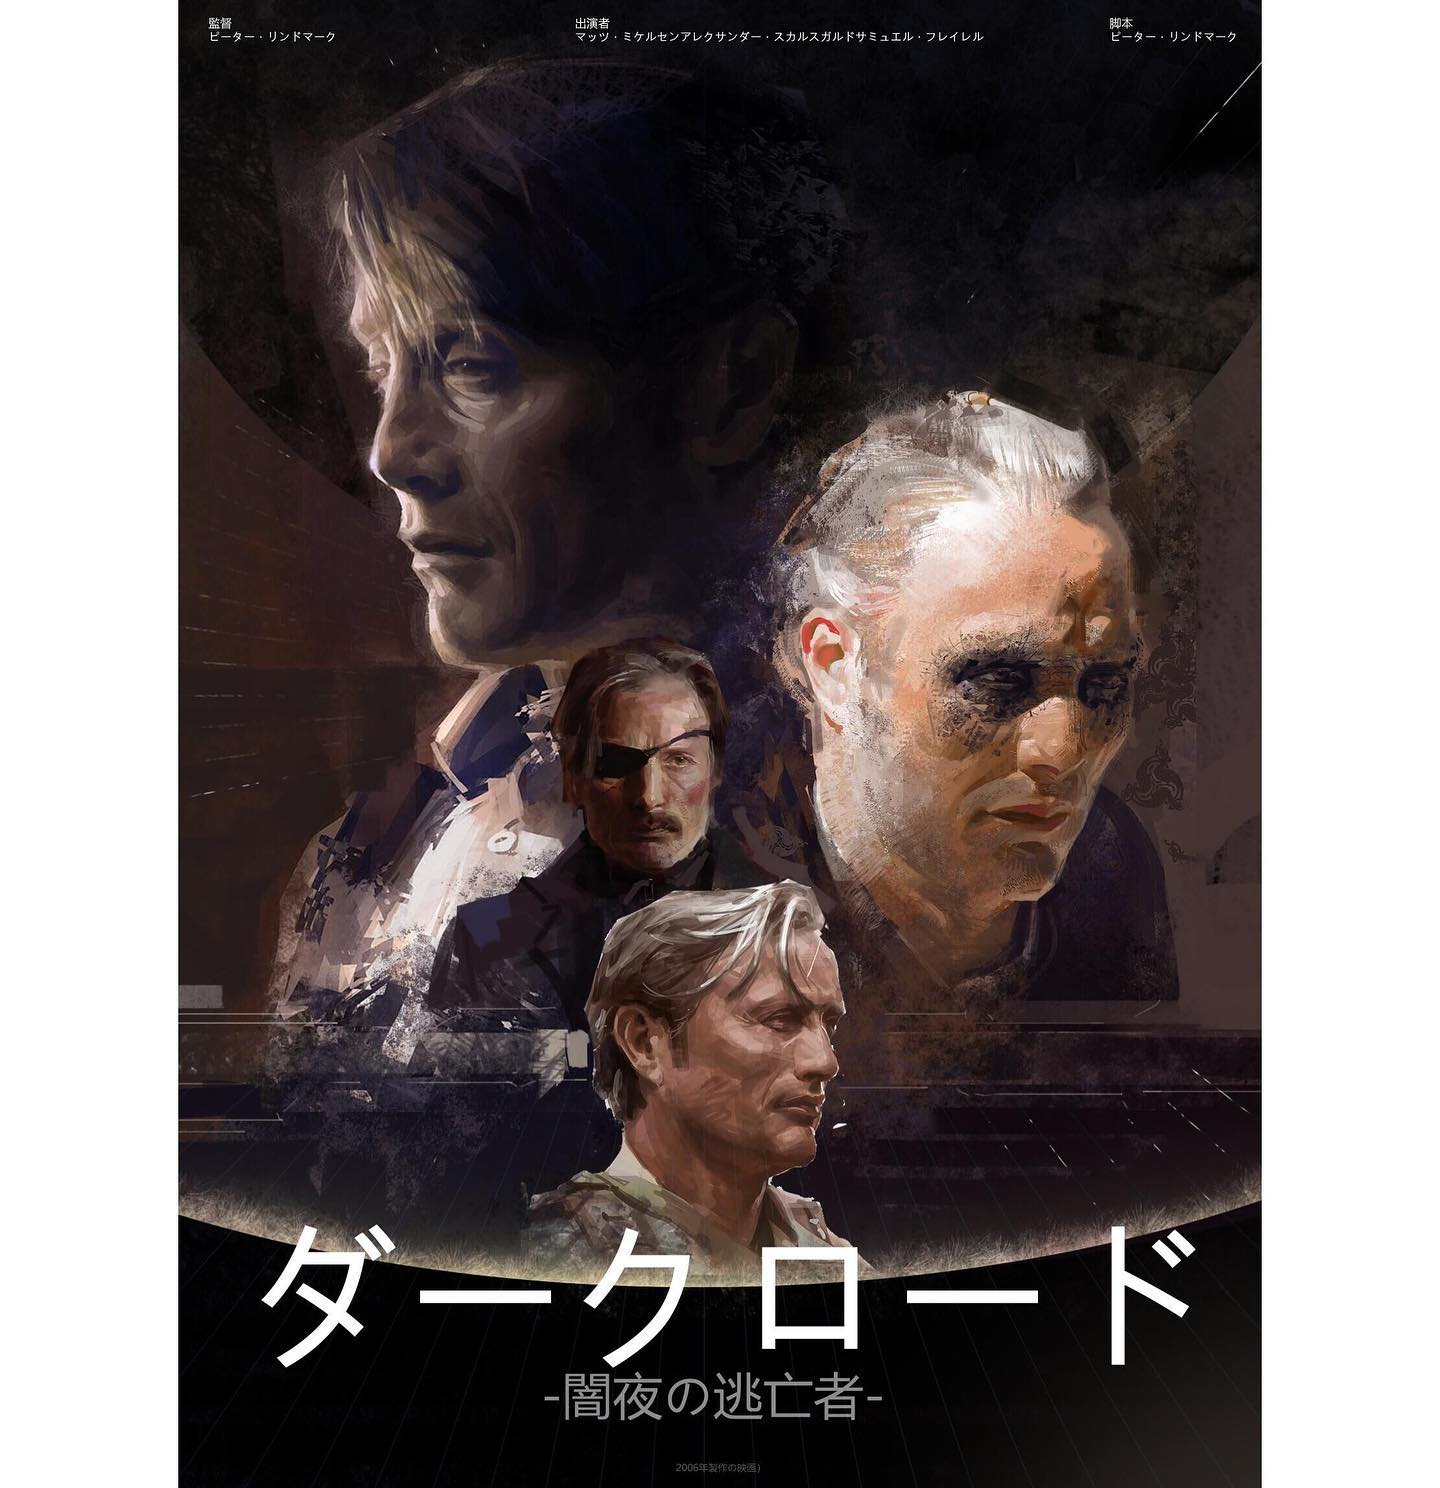 監督
ピーター・リンドマーク
出演者
マッツ・ミケルセンアレクサンダー・スカルスガルドサミュエル・フレイレル
脚本
ピーター・リンドマーク
ダークロード
-闇夜の逃亡者-
2006年製作の映画)